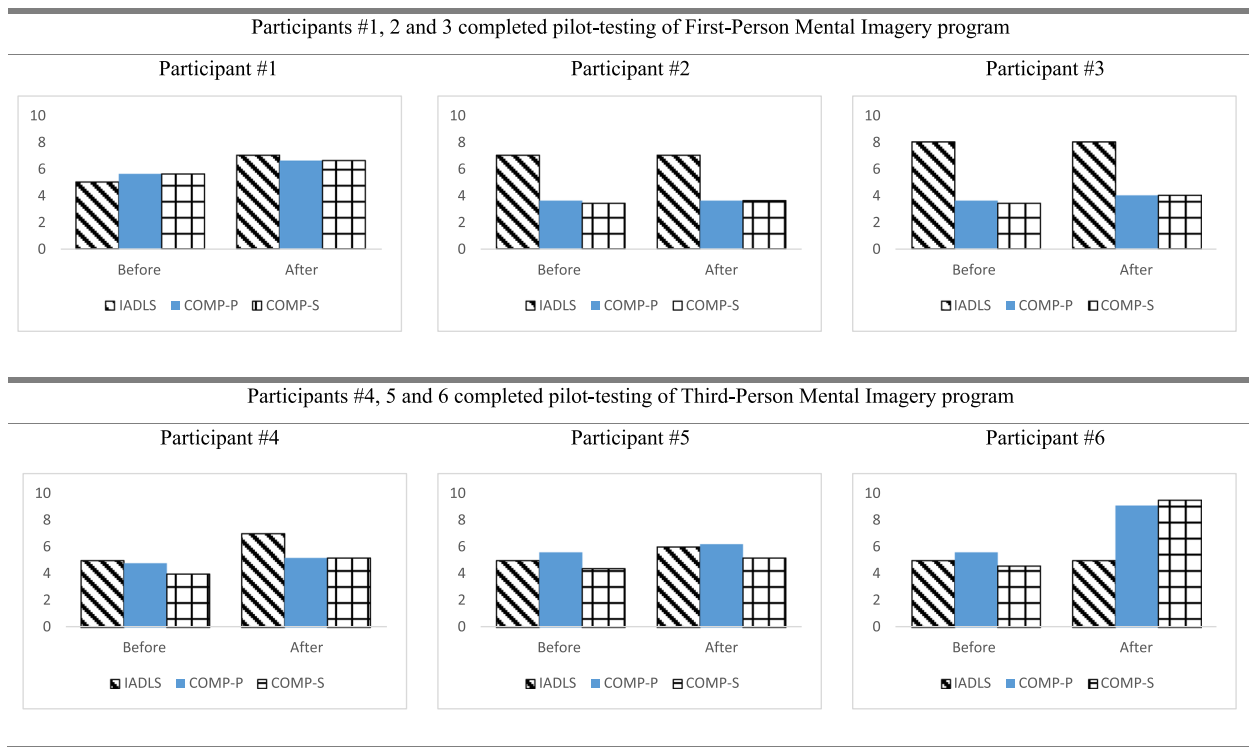 Participants #1, 2 and 3 completed pilot-testing of First-Person Mental Imagery program
Participant #1
Participant #2
Participant #3
10
8
6
4
2
0
Before
After
IADLS COMP-P COMP-S
10
8
6
4
2
0
Before
After
IADLS COMP-P COMP-S
10
8
6
4
2
0
Before
After
IADLS COMP-P COMP-S
Participants #4, 5 and 6 completed pilot-testing of Third-Person Mental Imagery program
Participant #4
Participant #5
Participant #6
10
8
6
4
2
0
Before
After
IADLS COMP-P COMP-S
10
8
6
4
2
0
Before
After
IADLS COMP-P COMP-S
10
8
6
4
2
0
Before
After
IADLS COMP-P COMP-S